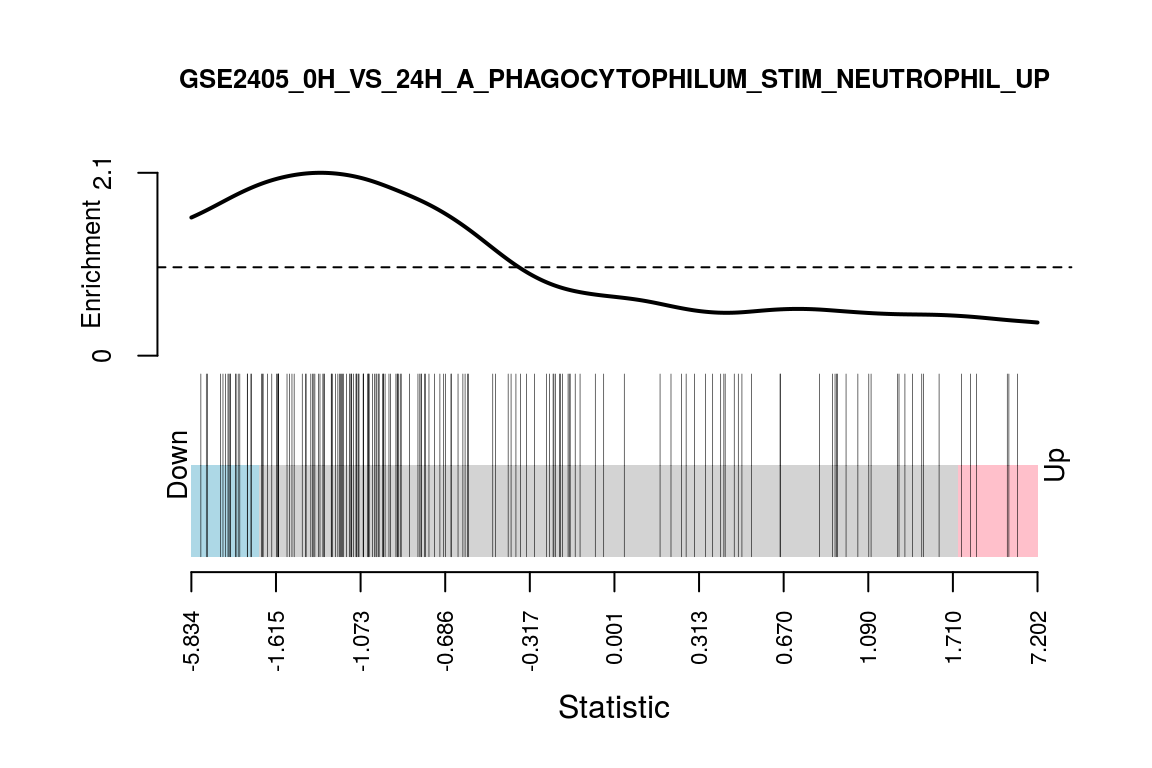 GSE2405_0H_VS_24H_A_PHAGOCYTOPHILUM_STIM_NEUTROPHIL_UP
2.1
Enrichment
0
Down
Up
-5.834
-1.615
-1.073
-0.686
-0.317
0.001
0.313
0.670
1.090
1.710
7.202
Statistic